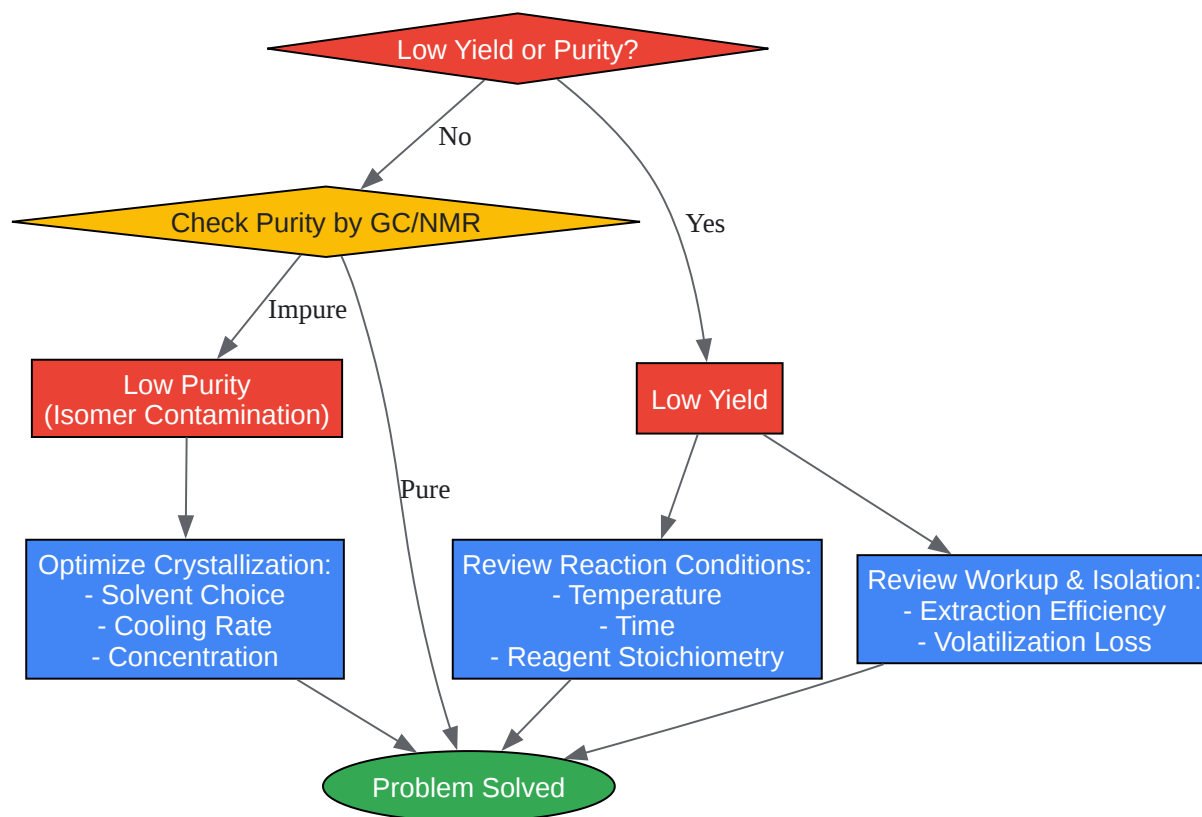 Low Yield or Purity?
No
Yes
Check Purity by GC/NMR
Impure
Pure
Low Purity
(Isomer Contamination)
Low Yield
Optimize Crystallization:
- Solvent Choice
- Cooling Rate
- Concentration
Review Reaction Conditions:
- Temperature
- Time
- Reagent Stoichiometry
Review Workup & Isolation:
- Extraction Efficiency
- Volatilization Loss
Problem Solved